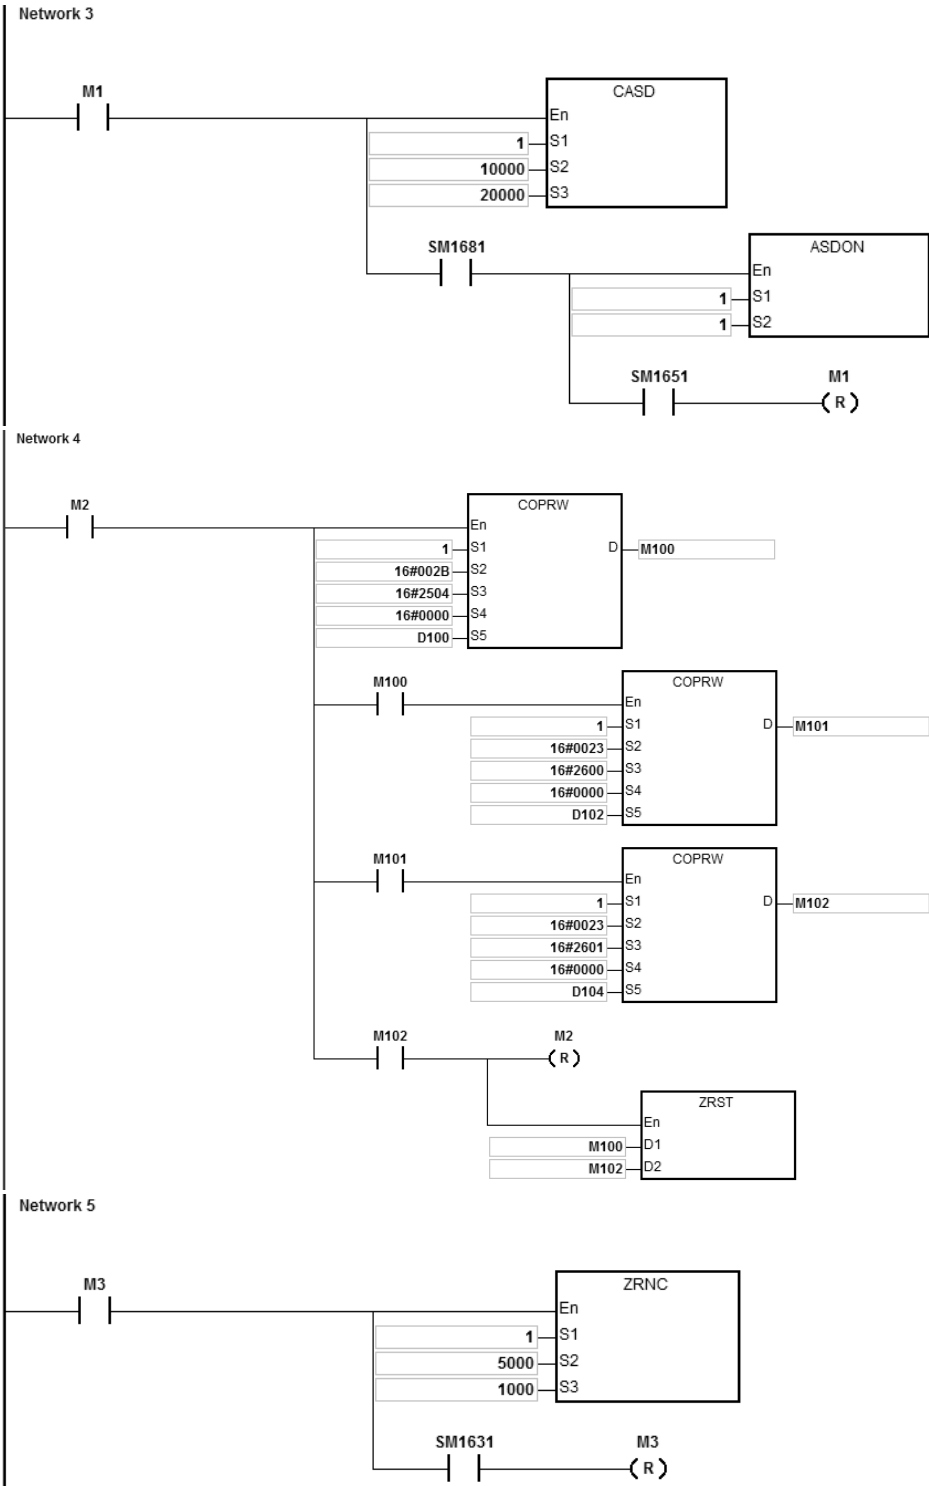 Network 3
M1
CASD
En
1 S1
10000 S2
20000 S3
SM1681
ASDON
En
1 S1
1 S2
SM1651 M1
( R )
Network 4
M2
COPRW
En
1 S1 D M100
16#002B S2
16#2504 S3
16#0000 S4
D100 S5
M100
COPRW
En
1 S1 D M101
16#0023 S2
16#2600 S3
16#0000 S4
D102 S5
M101
COPRW
En
1 S1 D M102
16#0023 S2
16#2601 S3
16#0000 S4
D104 S5
M102 M2
( R )
ZRST
En
M100 D1
M102 D2
Network 5
M3
ZRNC
En
1 S1
5000 S2
1000 S3
SM1631 M3
( R )